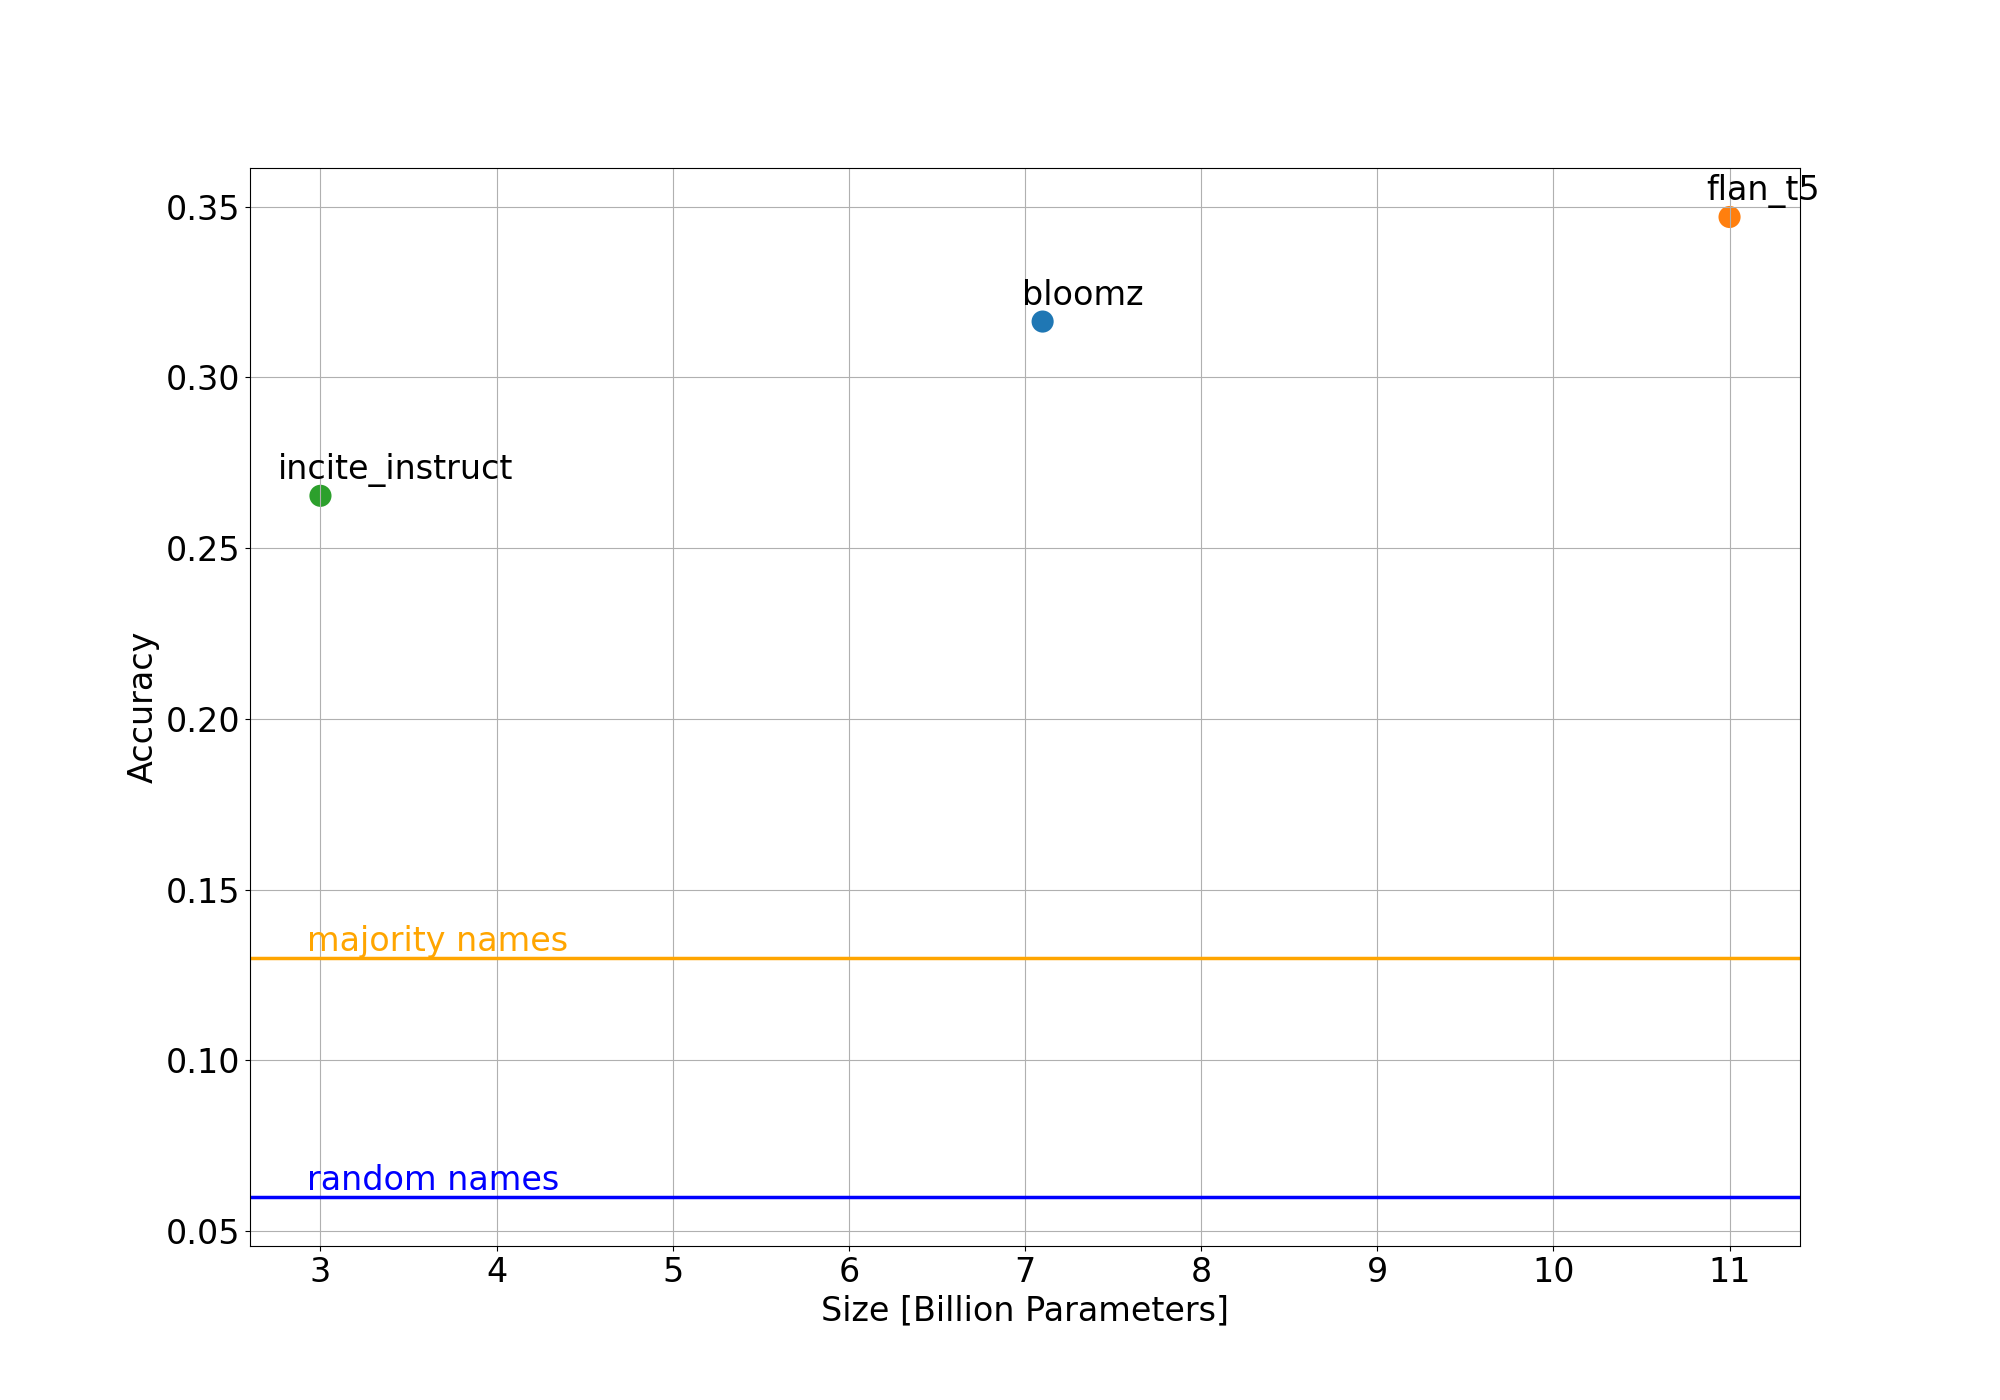 flan_t5
0.35
bloomz
0.30
incite_instruct
0.25
Accuracy
0.20
0.15
majority names
0.10
random names
0.05
3 4 5 6 7 8 9 10 11
Size [Billion Parameters]